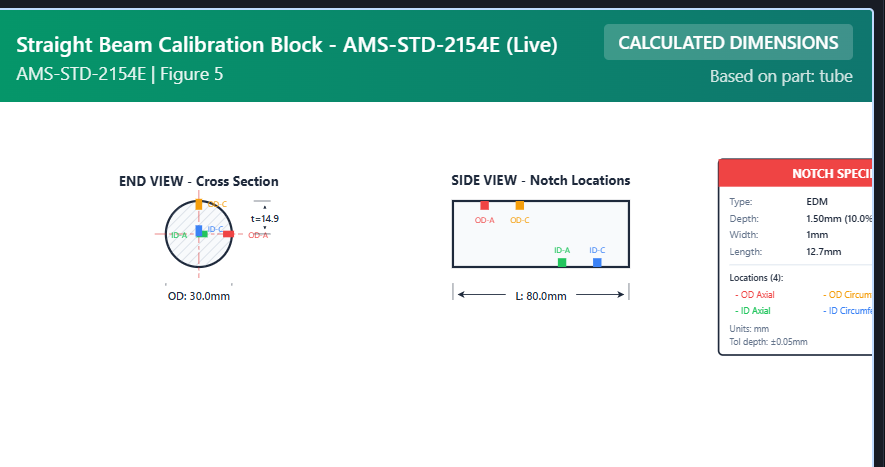 Straight Beam Calibration Block - AMS-STD-2154E (Live)
CALCULATED DIMENSIONS
AMS-STD-2154E | Figure 5
Based on part: tube
END VIEW - Cross Section
OD-C
t=14.9
ID-C
ID-A
OD-A
OD: 30.0mm
SIDE VIEW - Notch Locations
OD-A
OD-C
ID-A
ID-C
L: 80.0mm
NOTCH SPECI
Type: EDM
Depth: 1.50mm (10.0%
Width: 1mm
Length: 12.7mm
Locations (4):
- OD Axial - OD Circum
- ID Axial - ID Circumf
Units: mm
Tol depth: ±0.05mm